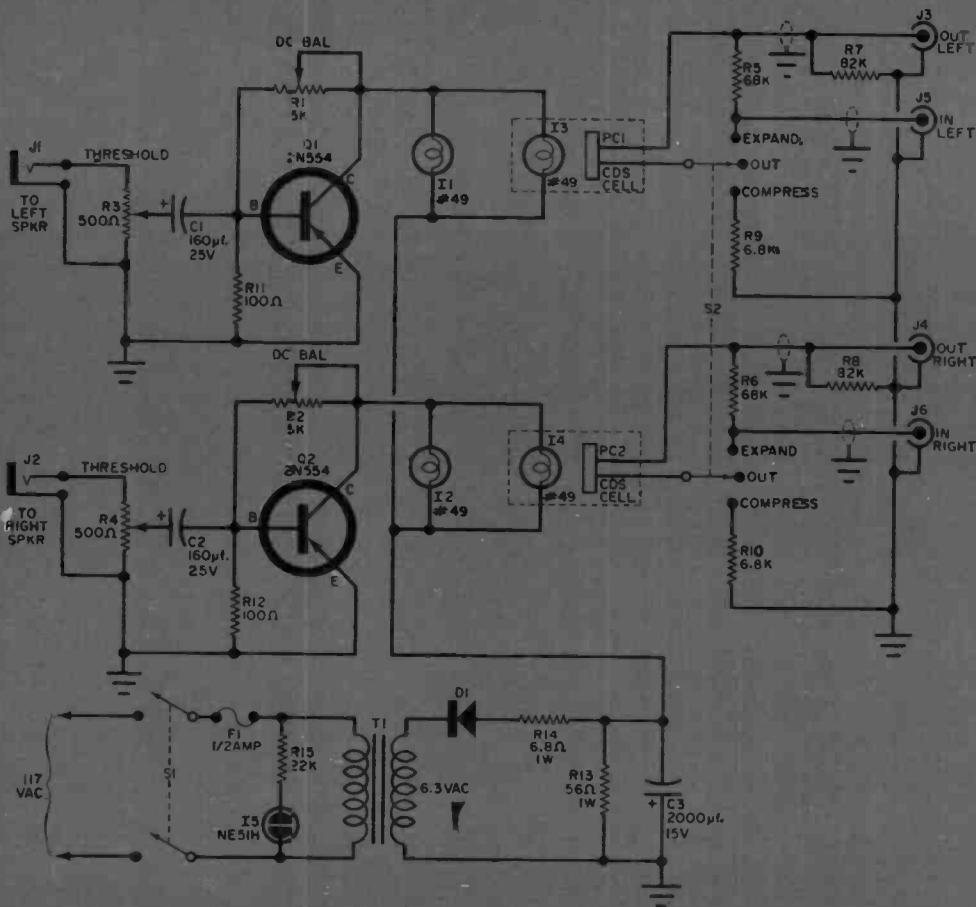 DC BAL
R1
5K
Q1
2N554
J1
THRESHOLD
TO
LEFT
SPKR
R3
500Ω
+
C1
160µf.
25V
B
C
E
R11
100Ω
I1
#49
I3
#49
PC1
CDS
CELL
R5
68K
R7
82K
J3
OUT
LEFT
J5
IN
LEFT
EXPAND
OUT
COMPRESS
R9
6.8K
S2
DC BAL
R2
5K
Q2
2N554
J2
THRESHOLD
TO
RIGHT
SPKR
R4
500Ω
+
C2
160µf.
25V
B
C
E
R12
100Ω
I2
#49
I4
#49
PC2
CDS
CELL
R6
68K
R8
82K
J4
OUT
RIGHT
J6
IN
RIGHT
EXPAND
OUT
COMPRESS
R10
6.8K
117
VAC
S1
F1
1/2AMP
R15
22K
I5
NE51H
T1
6.3VAC
D1
R14
6.8Ω
1W
R13
56Ω
1W
+
C3
2000µf.
15V